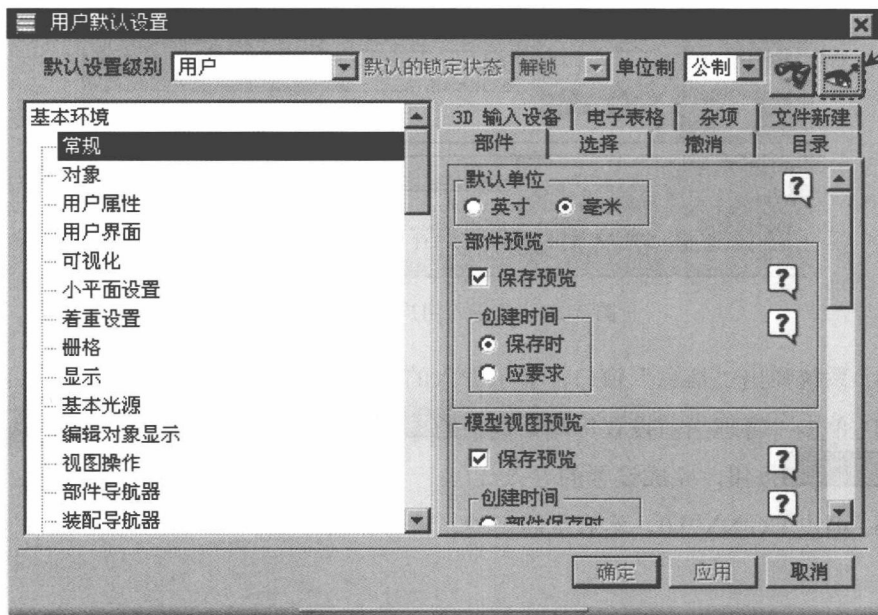 用户默认设置
默认设置级别 用户 默认的锁定状态 解锁 单位制 公制
基本环境
常规
对象
用户属性
用户界面
可视化
小平面设置
着重设置
栅格
显示
基本光源
编辑对象显示
视图操作
部件导航器
装配导航器
3D 输入设备 电子表格 杂项 文件新建
部件 选择 撤消 目录
默认单位
英寸 毫米
部件预览
保存预览
创建时间
保存时
应要求
模型视图预览
保存预览
创建时间
部件保存时
确定 应用 取消